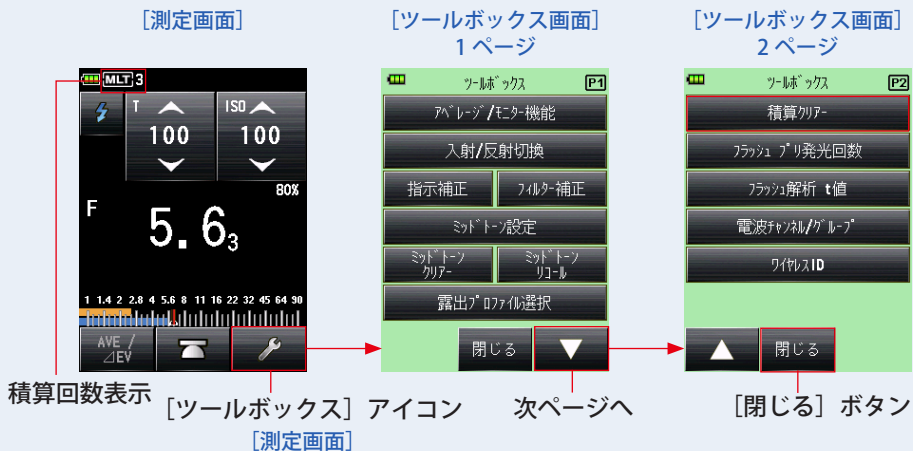 ［測定画面］
MLT 3
T
ISO
100
100
80%
F
5.6 3
1 1.4 2 2.8 4 5.6 8 11 16 22 32 45 64 90
AVE /
⊿EV
積算回数表示
［ツールボックス］アイコン
［測定画面］
［ツールボックス画面］
1 ページ
ﾂｰﾙﾎﾞｯｸｽ
P1
ｱﾍﾞﾚｰｼﾞ/ﾓﾆﾀｰ機能
入射/反射切換
指示補正
ﾌｨﾙﾀｰ補正
ﾐｯﾄﾞﾄｰﾝ設定
ﾐｯﾄﾞﾄｰﾝ
ｸﾘｱｰ
ﾐｯﾄﾞﾄｰﾝ
ﾘｺｰﾙ
露出ﾌﾟﾛﾌｧｲﾙ選択
閉じる
次ページへ
［ツールボックス画面］
2 ページ
ﾂｰﾙﾎﾞｯｸｽ
P2
積算ｸﾘｱｰ
ﾌﾗｯｼｭ ﾌﾟﾘ発光回数
ﾌﾗｯｼｭ解析 t値
電波ﾁｬﾝﾈﾙ/ｸﾞﾙｰﾌﾟ
ﾜｲﾔﾚｽID
閉じる
［閉じる］ボタン